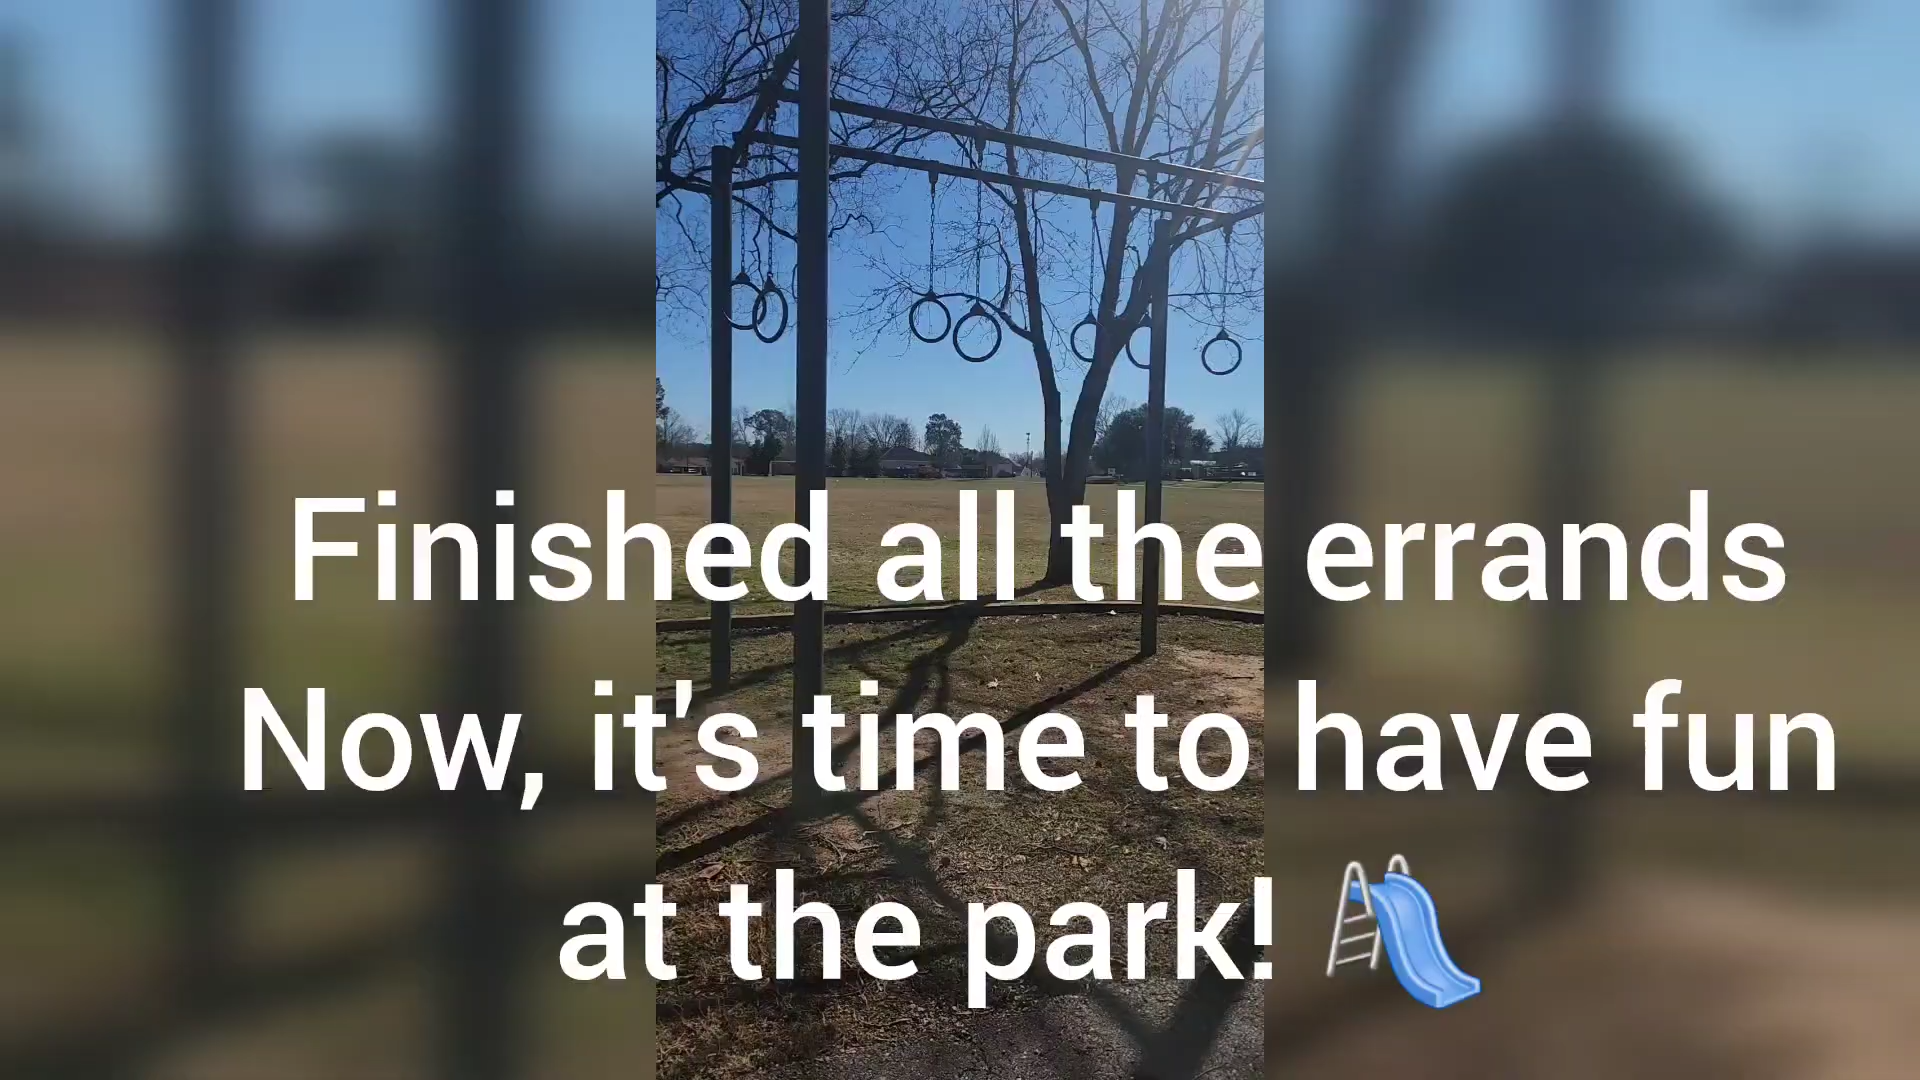 Finished all the errands
Now, it's time to have fun
at the park! 🛝